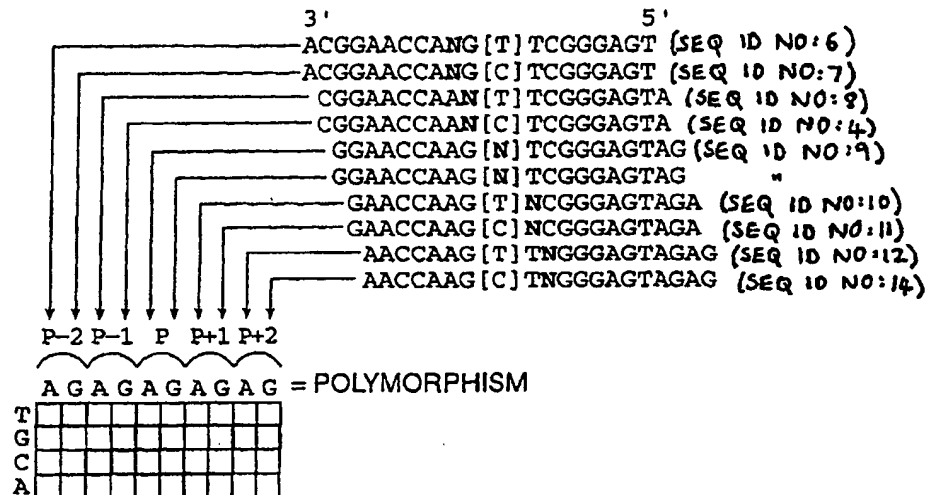 3' 5'
ACGGAACCANG[T]TCGGGAGT (SEQ ID NO:6)
ACGGAACCANG[C]TCGGGAGT (SEQ ID NO:7)
CGGAACCAAN[T]TCGGGAGTA (SEQ ID NO:8)
CGGAACCAAN[C]TCGGGAGTA (SEQ ID NO:4)
GGAACCAAG[N]TCGGGAGTAG (SEQ ID NO:9)
GGAACCAAG[N]TCGGGAGTAG "
GAACCAAG[T]NCGGGAGTAGA (SEQ ID NO:10)
GAACCAAG[C]NCGGGAGTAGA (SEQ ID NO:11)
AACCAAG[T]TNGGGAGTAGAG (SEQ ID NO:12)
AACCAAG[C]TNGGGAGTAGAG (SEQ ID NO:14)
P-2 P-1 P P+1 P+2
A G A G A G A G A G = POLYMORPHISM
T
G
C
A